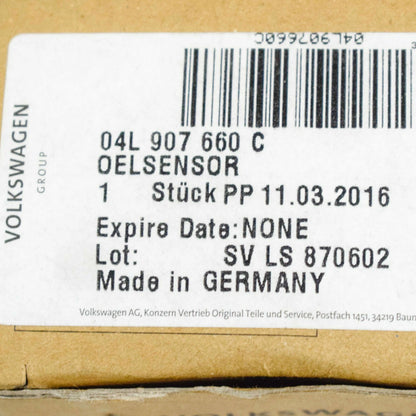 04L907660C
VOLKSWAGEN
GROUP
04L 907 660 C
OELSENSOR
1 Stück PP 11.03.2016
Expire Date:NONE
Lot: SV LS 870602
Made in GERMANY
Volkswagen AG, Konzern Vertrieb Original Teile und Service, Postfach 1451, 34219 Baun
VOLKSWAGEN